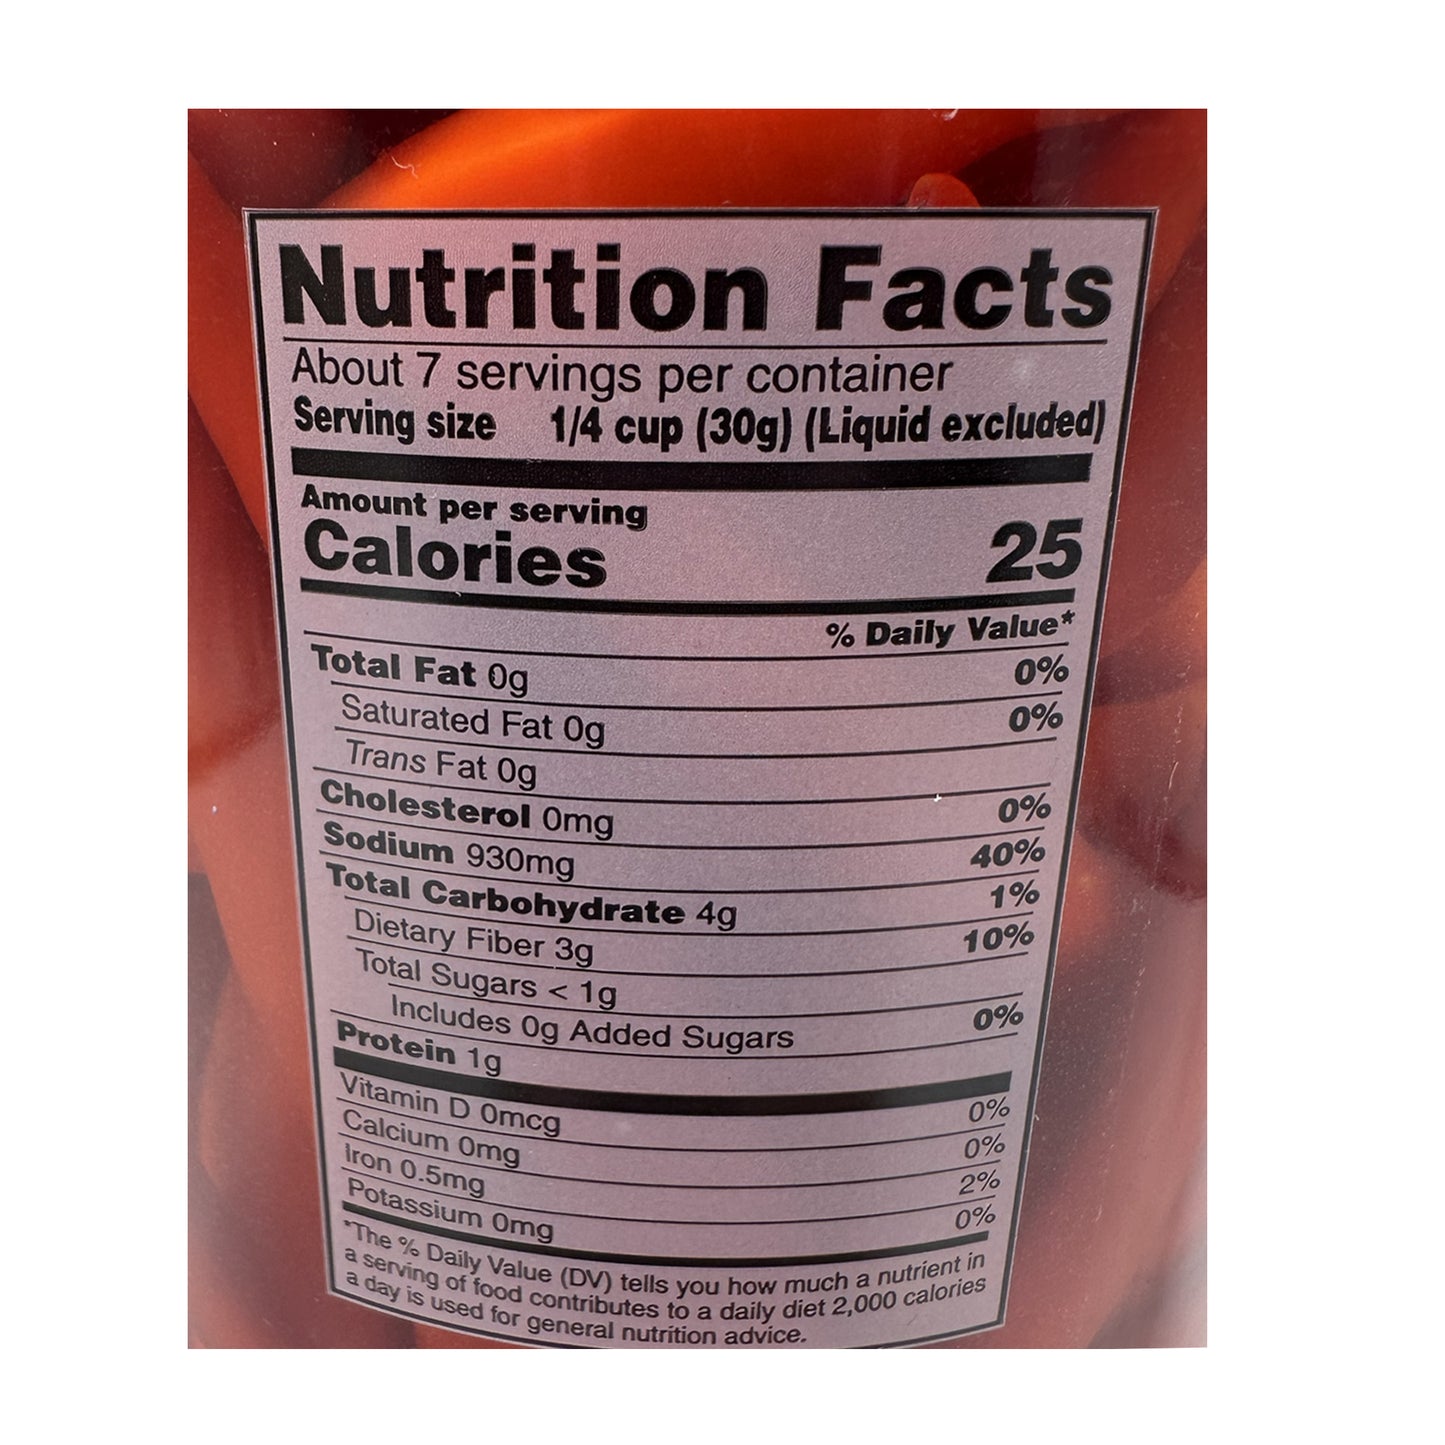 Nutrition Facts
About 7 servings per container
Serving size 1/4 cup (30g) (Liquid excluded)
Amount per serving
Calories 25
% Daily Value*
Total Fat 0g 0%
Saturated Fat 0g 0%
Trans Fat 0g
Cholesterol 0mg 0%
Sodium 930mg 40%
Total Carbohydrate 4g 1%
Dietary Fiber 3g 10%
Total Sugars < 1g
Includes 0g Added Sugars 0%
Protein 1g
Vitamin D 0mcg 0%
Calcium 0mg 0%
Iron 0.5mg 2%
Potassium 0mg 0%
*The % Daily Value (DV) tells you how much a nutrient in
a serving of food contributes to a daily diet 2,000 calories
a day is used for general nutrition advice.